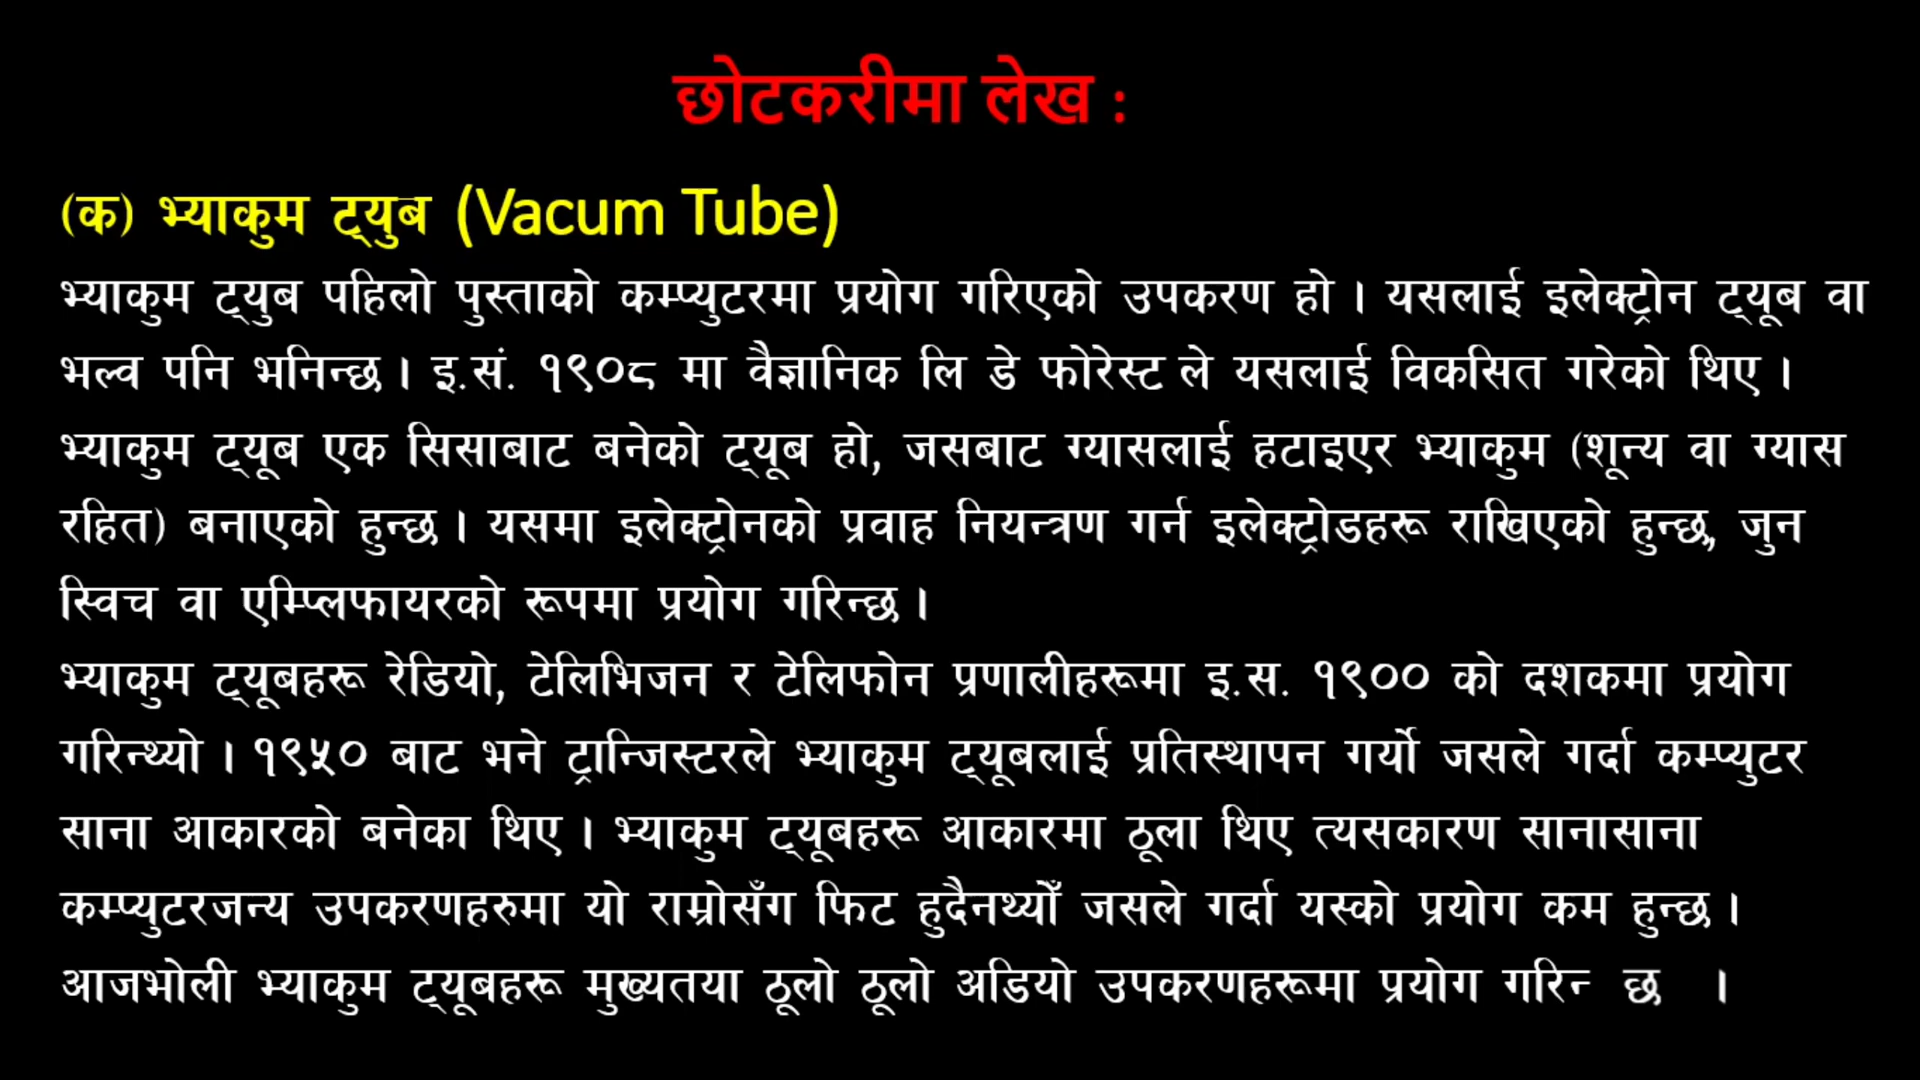 छोटकरीमा लेख :
(क) भ्याकुम ट्युब (Vacum Tube)
भ्याकुम ट्युब पहिलो पुस्ताको कम्प्युटरमा प्रयोग गरिएको उपकरण हो । यसलाई इलेक्ट्रोन ट्यूब वा
भल्व पनि भनिन्छ । इ.सं. १९०८ मा वैज्ञानिक लि डे फोरेस्ट ले यसलाई विकसित गरेको थिए ।
भ्याकुम ट्यूब एक सिसाबाट बनेको ट्यूब हो, जसबाट ग्यासलाई हटाइएर भ्याकुम (शून्य वा ग्यास
रहित) बनाएको हुन्छ । यसमा इलेक्ट्रोनको प्रवाह नियन्त्रण गर्न इलेक्ट्रोडहरू राखिएको हुन्छ, जुन
स्विच वा एम्प्लिफायरको रूपमा प्रयोग गरिन्छ ।
भ्याकुम ट्यूबहरू रेडियो, टेलिभिजन र टेलिफोन प्रणालीहरूमा इ.स. १९०० को दशकमा प्रयोग
गरिन्थ्यो । १९५० बाट भने ट्रान्जिस्टरले भ्याकुम ट्यूबलाई प्रतिस्थापन गर्यो जसले गर्दा कम्प्युटर
साना आकारको बनेका थिए । भ्याकुम ट्यूबहरू आकारमा ठूला थिए त्यसकारण सानासाना
कम्प्युटरजन्य उपकरणहरुमा यो राम्रोसँग फिट हुदैनथ्योँ जसले गर्दा यस्को प्रयोग कम हुन्छ ।
आजभोली भ्याकुम ट्यूबहरू मुख्यतया ठूलो ठूलो अडियो उपकरणहरूमा प्रयोग गरिन्छ ।